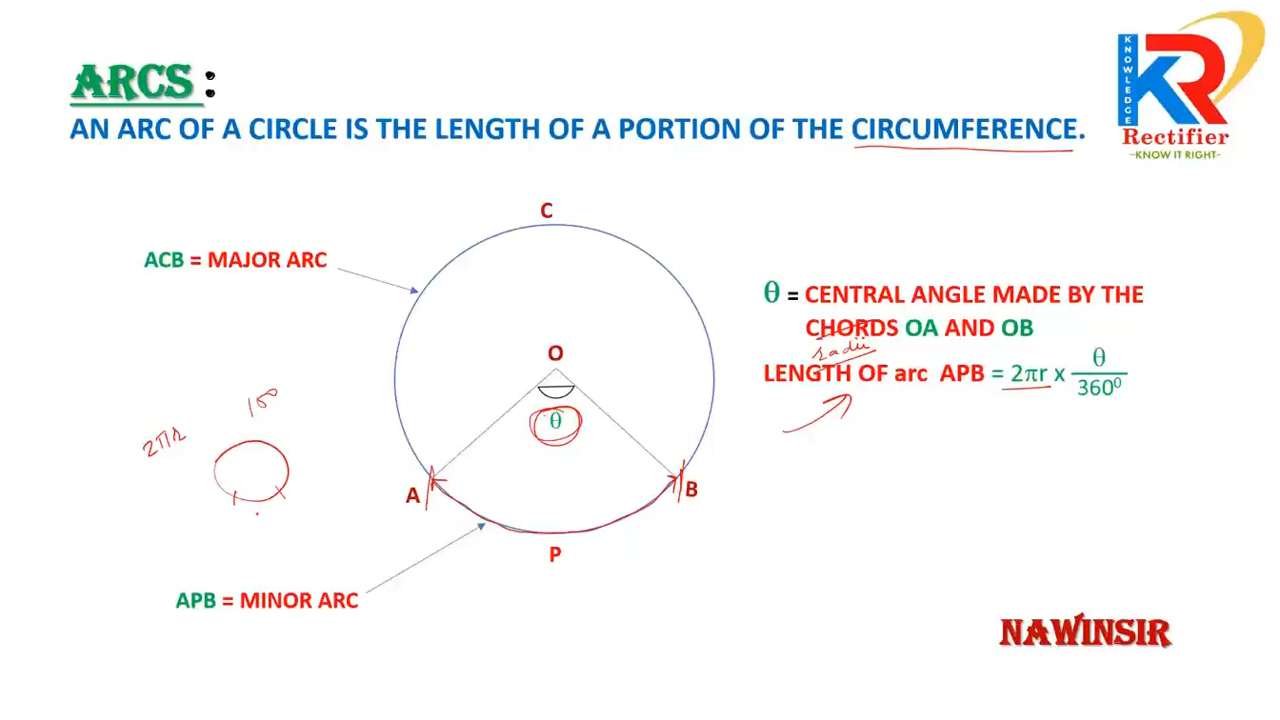 ARCS :
AN ARC OF A CIRCLE IS THE LENGTH OF A PORTION OF THE CIRCUMFERENCE.
KNOWLEDGE
KR
Rectifier
-KNOW IT RIGHT-
C
ACB = MAJOR ARC
θ = CENTRAL ANGLE MADE BY THE
CHORDS OA AND OB
radii
LENGTH OF arc APB = 2πr x θ/360⁰
O
θ
2πr
A
B
P
APB = MINOR ARC
NAWINSIR